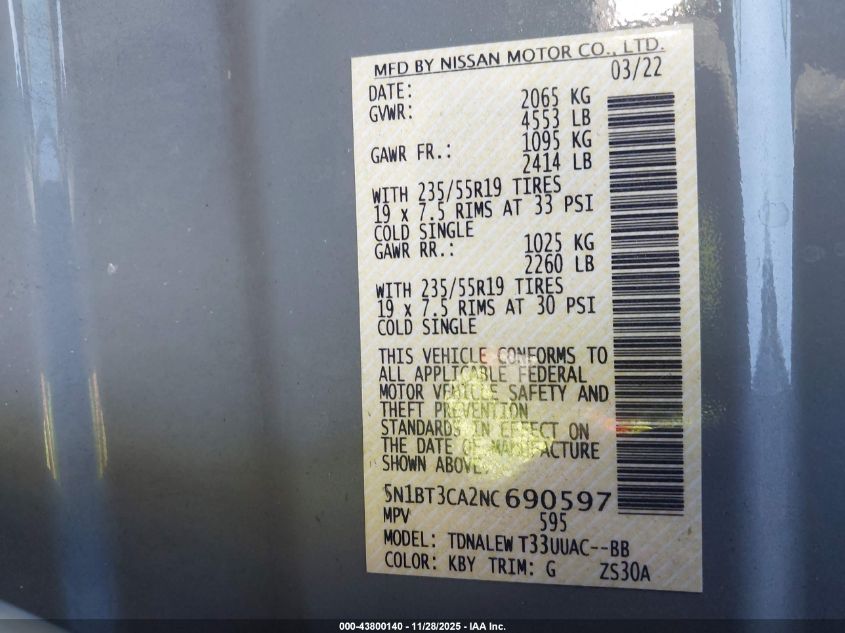 MFD BY NISSAN MOTOR CO., LTD.
DATE: 03/22
GVWR: 2065 KG
4553 LB
GAWR FR.: 1095 KG
2414 LB
WITH 235/55R19 TIRES
19 x 7.5 RIMS AT 33 PSI
COLD SINGLE
GAWR RR.: 1025 KG
2260 LB
WITH 235/55R19 TIRES
19 x 7.5 RIMS AT 30 PSI
COLD SINGLE
THIS VEHICLE CONFORMS TO
ALL APPLICABLE FEDERAL
MOTOR VEHICLE SAFETY AND
THEFT PREVENTION
STANDARDS IN EFFECT ON
THE DATE OF MANUFACTURE
SHOWN ABOVE.
5N1BT3CA2NC690597
MPV 595
MODEL: TDNALEW T33UUAC--BB
COLOR: KBY TRIM: G ZS30A
000-43800140 - 11/28/2025 - IAA Inc.